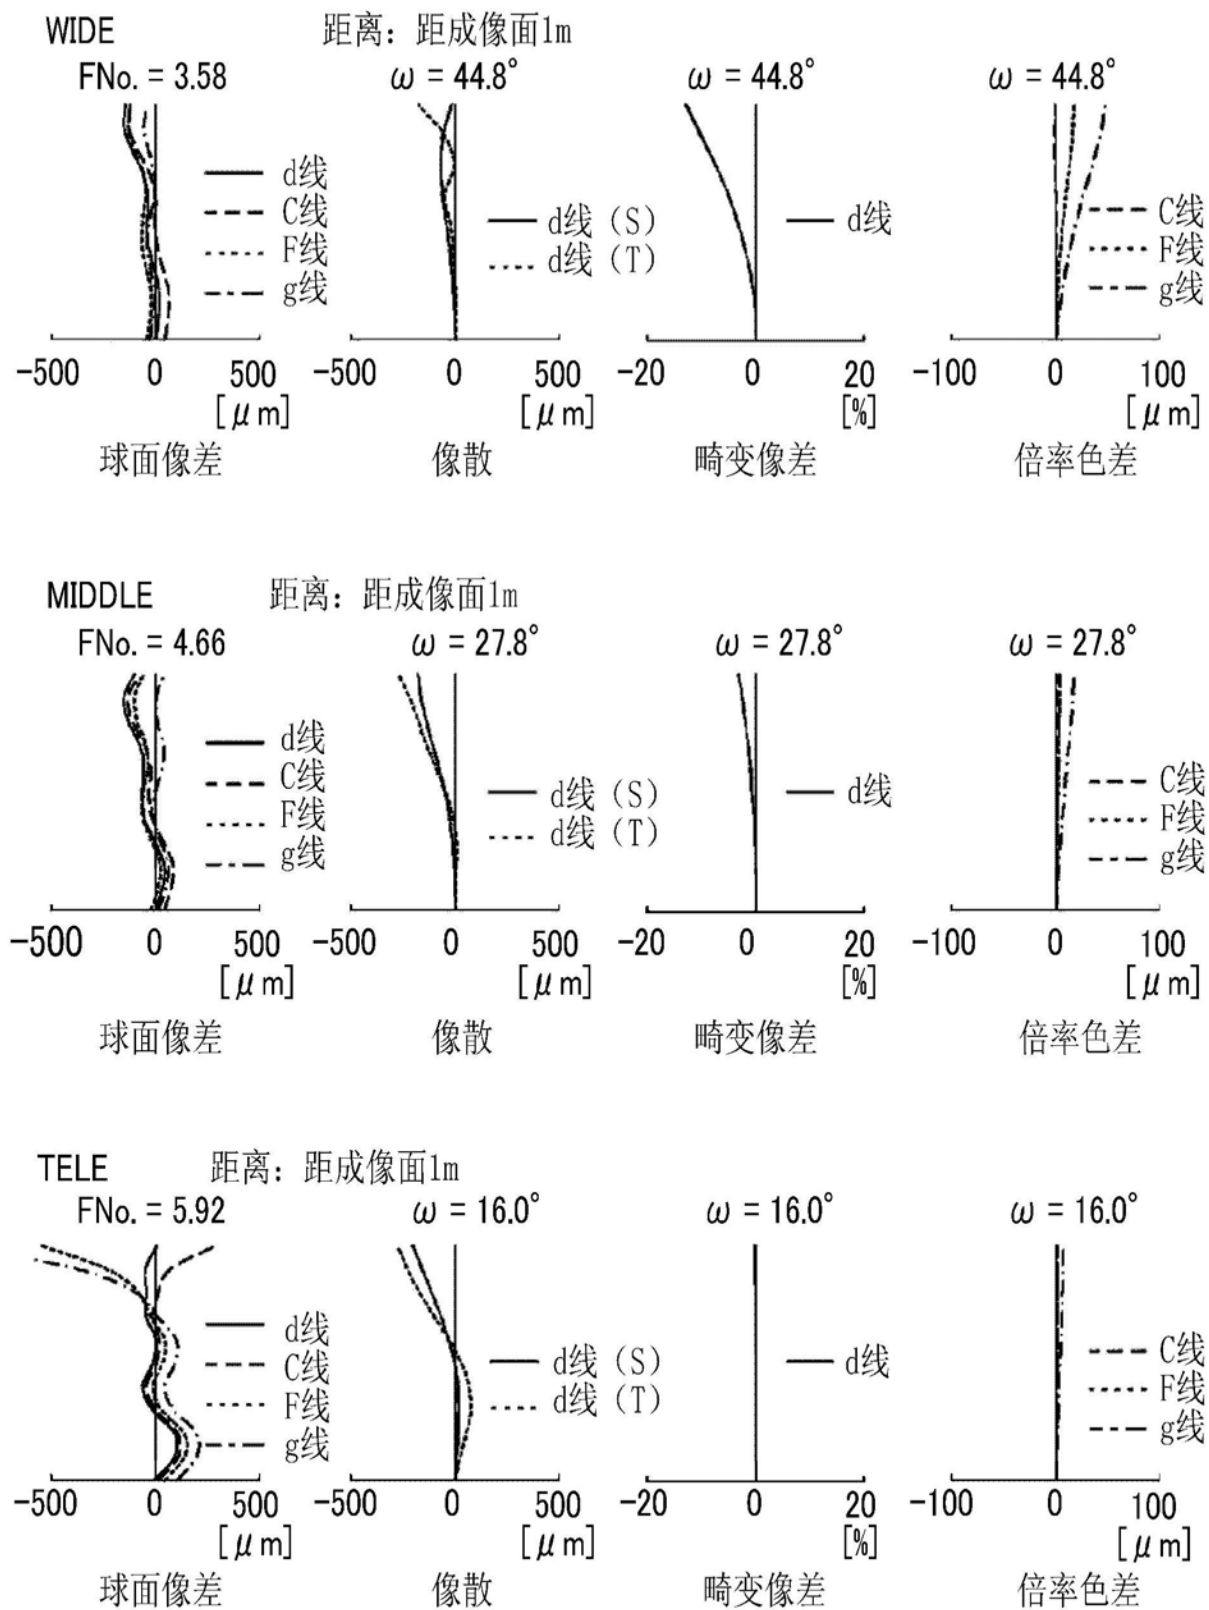 WIDE 距离：距成像面1m
FNo. = 3.58 ω = 44.8° ω = 44.8° ω = 44.8°
d线
C线
F线
g线
d线（S）
d线（T）
d线
C线
F线
g线
-500 0 500 -500 0 500 -20 0 20 -100 0 100
[μm] [μm] [%] [μm]
球面像差 像散 畸变像差 倍率色差
MIDDLE 距离：距成像面1m
FNo. = 4.66 ω = 27.8° ω = 27.8° ω = 27.8°
d线
C线
F线
g线
d线（S）
d线（T）
d线
C线
F线
g线
-500 0 500 -500 0 500 -20 0 20 -100 0 100
[μm] [μm] [%] [μm]
球面像差 像散 畸变像差 倍率色差
TELE 距离：距成像面1m
FNo. = 5.92 ω = 16.0° ω = 16.0° ω = 16.0°
d线
C线
F线
g线
d线（S）
d线（T）
d线
C线
F线
g线
-500 0 500 -500 0 500 -20 0 20 -100 0 100
[μm] [μm] [%] [μm]
球面像差 像散 畸变像差 倍率色差